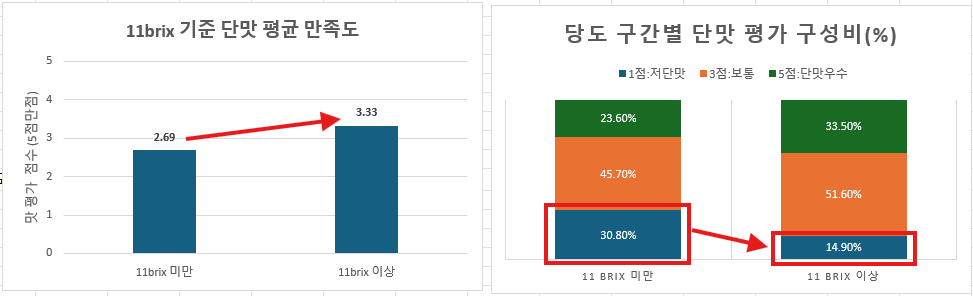 11brix 기준 단맛 평균 만족도
맛 평가 점수 (5점만점)
5
4
3
2
1
0
2.69
3.33
11brix 미만
11brix 이상
당도 구간별 단맛 평가 구성비(%)
1점:저단맛 3점:보통 5점:단맛우수
23.60%
33.50%
45.70%
51.60%
30.80%
14.90%
11 BRIX 미만
11 BRIX 이상